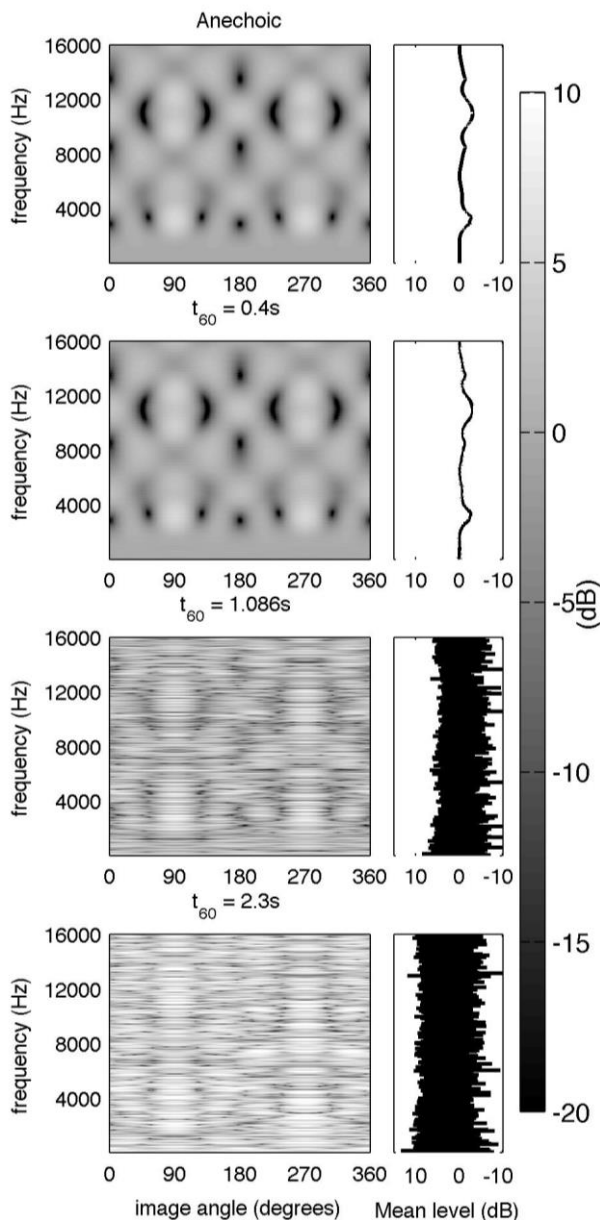 Anechoic
16000
12000
8000
4000
frequency (Hz)
0 90 180 270 360
10 0 -10
t60 = 0.4s
16000
12000
8000
4000
frequency (Hz)
0 90 180 270 360
10 0 -10
t60 = 1.086s
16000
12000
8000
4000
frequency (Hz)
0 90 180 270 360
10 0 -10
t60 = 2.3s
16000
12000
8000
4000
frequency (Hz)
0 90 180 270 360
10 0 -10
image angle (degrees)
Mean level (dB)
10
5
0
-5
-10
-15
-20
(dB)